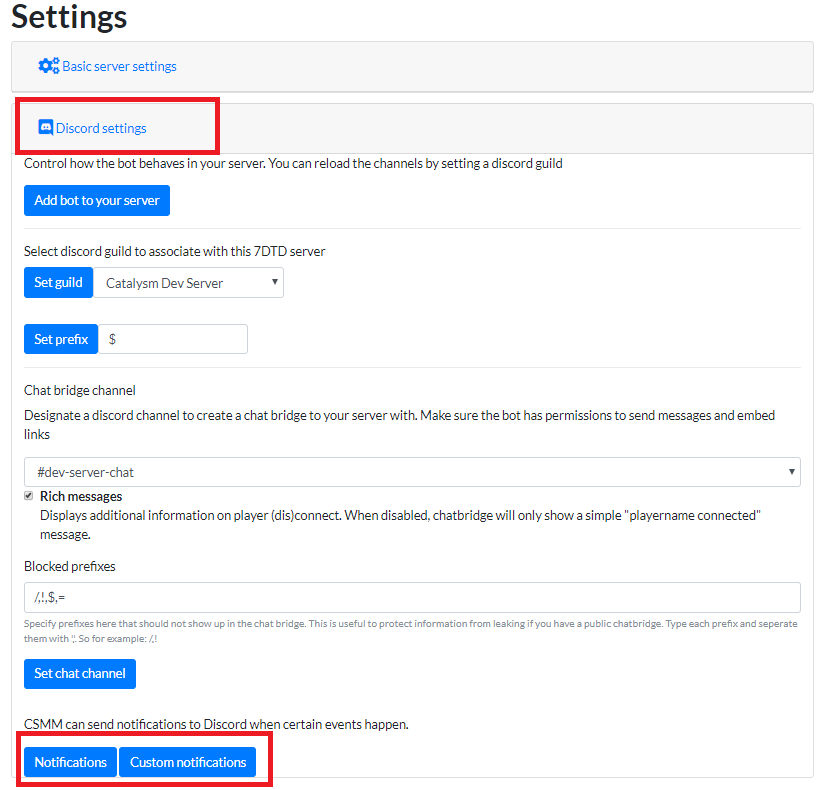 Settings
Basic server settings
Discord settings
Control how the bot behaves in your server. You can reload the channels by setting a discord guild
Add bot to your server
Select discord guild to associate with this 7DTD server
Set guild Catalysm Dev Server
Set prefix $
Chat bridge channel
Designate a discord channel to create a chat bridge to your server with. Make sure the bot has permissions to send messages and embed
links
#dev-server-chat
Rich messages
Displays additional information on player (dis)connect. When disabled, chatbridge will only show a simple "playername connected"
message.
Blocked prefixes
/,!,$,=
Specify prefixes here that should not show up in the chat bridge. This is useful to protect information from leaking if you have a public chatbridge. Type each prefix and seperate
them with ','. So for example: /,!
Set chat channel
CSMM can send notifications to Discord when certain events happen.
Notifications Custom notifications